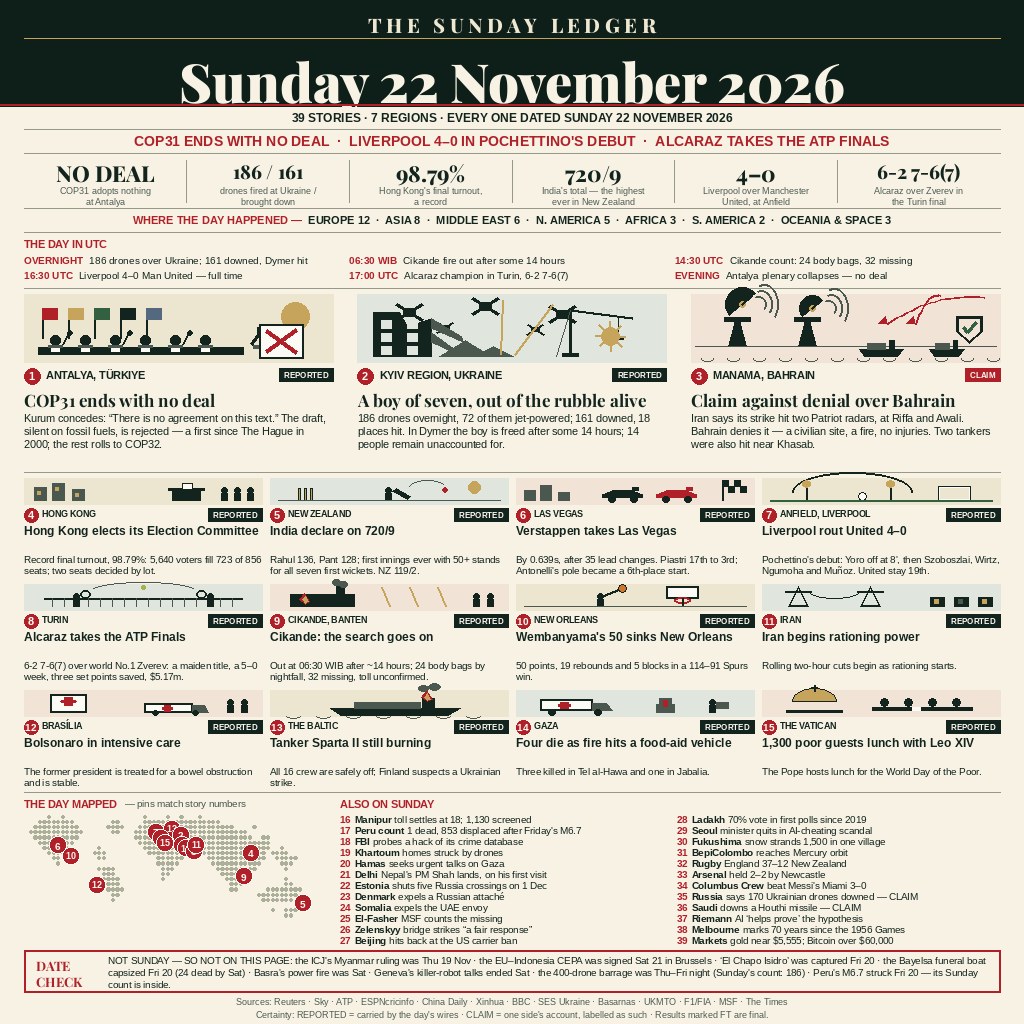 THE SUNDAY LEDGER
Sunday 22 November 2026
39 STORIES · 7 REGIONS · EVERY ONE DATED SUNDAY 22 NOVEMBER 2026
COP31 ENDS WITH NO DEAL · LIVERPOOL 4–0 IN POCHETTINO'S DEBUT · ALCARAZ TAKES THE ATP FINALS
NO DEAL
COP31 adopts nothing
at Antalya
186 / 161
drones fired at Ukraine /
brought down
98.79%
Hong Kong's final turnout,
a record
720/9
India's total — the highest
ever in New Zealand
4–0
Liverpool over Manchester
United, at Anfield
6-2 7-6(7)
Alcaraz over Zverev in
the Turin final
WHERE THE DAY HAPPENED — EUROPE 12 · ASIA 8 · MIDDLE EAST 6 · N. AMERICA 5 · AFRICA 3 · S. AMERICA 2 · OCEANIA & SPACE 3
THE DAY IN UTC
OVERNIGHT 186 drones over Ukraine; 161 downed, Dymer hit
06:30 WIB Cikande fire out after some 14 hours
14:30 UTC Cikande count: 24 body bags, 32 missing
16:30 UTC Liverpool 4–0 Man United — full time
17:00 UTC Alcaraz champion in Turin, 6-2 7-6(7)
EVENING Antalya plenary collapses — no deal
1 ANTALYA, TÜRKIYE REPORTED
COP31 ends with no deal
Kurum concedes: “There is no agreement on this text.” The draft,
silent on fossil fuels, is rejected — a first since The Hague in
2000; the rest rolls to COP32.
2 KYIV REGION, UKRAINE REPORTED
A boy of seven, out of the rubble alive
186 drones overnight, 72 of them jet-powered; 161 downed, 18
places hit. In Dymer the boy is freed after some 14 hours; 14
people remain unaccounted for.
3 MANAMA, BAHRAIN CLAIM
Claim against denial over Bahrain
Iran says its strike hit two Patriot radars, at Riffa and Awali.
Bahrain denies it — a civilian site, a fire, no injuries. Two tankers
were also hit near Khasab.
4 HONG KONG REPORTED
Hong Kong elects its Election Committee
Record final turnout, 98.79%: 5,640 voters fill 723 of 856
seats; two seats decided by lot.
5 NEW ZEALAND REPORTED
India declare on 720/9
Rahul 136, Pant 128; first innings ever with 50+ stands
for all seven first wickets. NZ 119/2.
6 LAS VEGAS REPORTED
Verstappen takes Las Vegas
By 0.639s, after 35 lead changes. Piastri 17th to 3rd;
Antonelli's pole became a 6th-place start.
7 ANFIELD, LIVERPOOL REPORTED
Liverpool rout United 4–0
Pochettino's debut: Yoro off at 8', then Szoboszlai, Wirtz,
Ngumoha and Muñoz. United stay 19th.
8 TURIN REPORTED
Alcaraz takes the ATP Finals
6-2 7-6(7) over world No.1 Zverev: a maiden title, a 5–0
week, three set points saved, $5.17m.
9 CIKANDE, BANTEN REPORTED
Cikande: the search goes on
Out at 06:30 WIB after ~14 hours; 24 body bags by
nightfall, 32 missing, toll unconfirmed.
10 NEW ORLEANS REPORTED
Wembanyama's 50 sinks New Orleans
50 points, 19 rebounds and 5 blocks in a 114–91 Spurs
win.
11 IRAN REPORTED
Iran begins rationing power
Rolling two-hour cuts begin as rationing starts.
12 BRASÍLIA REPORTED
Bolsonaro in intensive care
The former president is treated for a bowel obstruction
and is stable.
13 THE BALTIC REPORTED
Tanker Sparta II still burning
All 16 crew are safely off; Finland suspects a Ukrainian
strike.
14 GAZA REPORTED
Four die as fire hits a food-aid vehicle
Three killed in Tel al-Hawa and one in Jabalia.
15 THE VATICAN REPORTED
1,300 poor guests lunch with Leo XIV
The Pope hosts lunch for the World Day of the Poor.
THE DAY MAPPED — pins match story numbers
6
10
12
15
11
4
9
5
ALSO ON SUNDAY
16 Manipur toll settles at 18; 1,130 screened
17 Peru count 1 dead, 853 displaced after Friday's M6.7
18 FBI probes a hack of its crime database
19 Khartoum homes struck by drones
20 Hamas seeks urgent talks on Gaza
21 Delhi Nepal's PM Shah lands, on his first visit
22 Estonia shuts five Russia crossings on 1 Dec
23 Denmark expels a Russian attaché
24 Somalia expels the UAE envoy
25 El-Fasher MSF counts the missing
26 Zelenskyy bridge strikes “a fair response”
27 Beijing hits back at the US carrier ban
28 Ladakh 70% vote in first polls since 2019
29 Seoul minister quits in AI-cheating scandal
30 Fukushima snow strands 1,500 in one village
31 BepiColombo reaches Mercury orbit
32 Rugby England 37–12 New Zealand
33 Arsenal held 2–2 by Newcastle
34 Columbus Crew beat Messi's Miami 3–0
35 Russia says 170 Ukrainian drones downed — CLAIM
36 Saudi downs a Houthi missile — CLAIM
37 Riemann AI ‘helps prove’ the hypothesis
38 Melbourne marks 70 years since the 1956 Games
39 Markets gold near $5,555; Bitcoin over $60,000
DATE
CHECK
NOT SUNDAY — SO NOT ON THIS PAGE: the ICJ's Myanmar ruling was Thu 19 Nov · the EU–Indonesia CEPA was signed Sat 21 in Brussels · ‘El Chapo Isidro’ was captured Fri 20 · the Bayelsa funeral boat
capsized Fri 20 (24 dead by Sat) · Basra's power fire was Sat · Geneva's killer-robot talks ended Sat · the 400-drone barrage was Thu–Fri night (Sunday's count: 186) · Peru's M6.7 struck Fri 20 — its Sunday
count is inside.
Sources: Reuters · Sky · ATP · ESPNcricinfo · China Daily · Xinhua · BBC · SES Ukraine · Basarnas · UKMTO · F1/FIA · MSF · The Times
Certainty: REPORTED = carried by the day's wires · CLAIM = one side's account, labelled as such · Results marked FT are final.